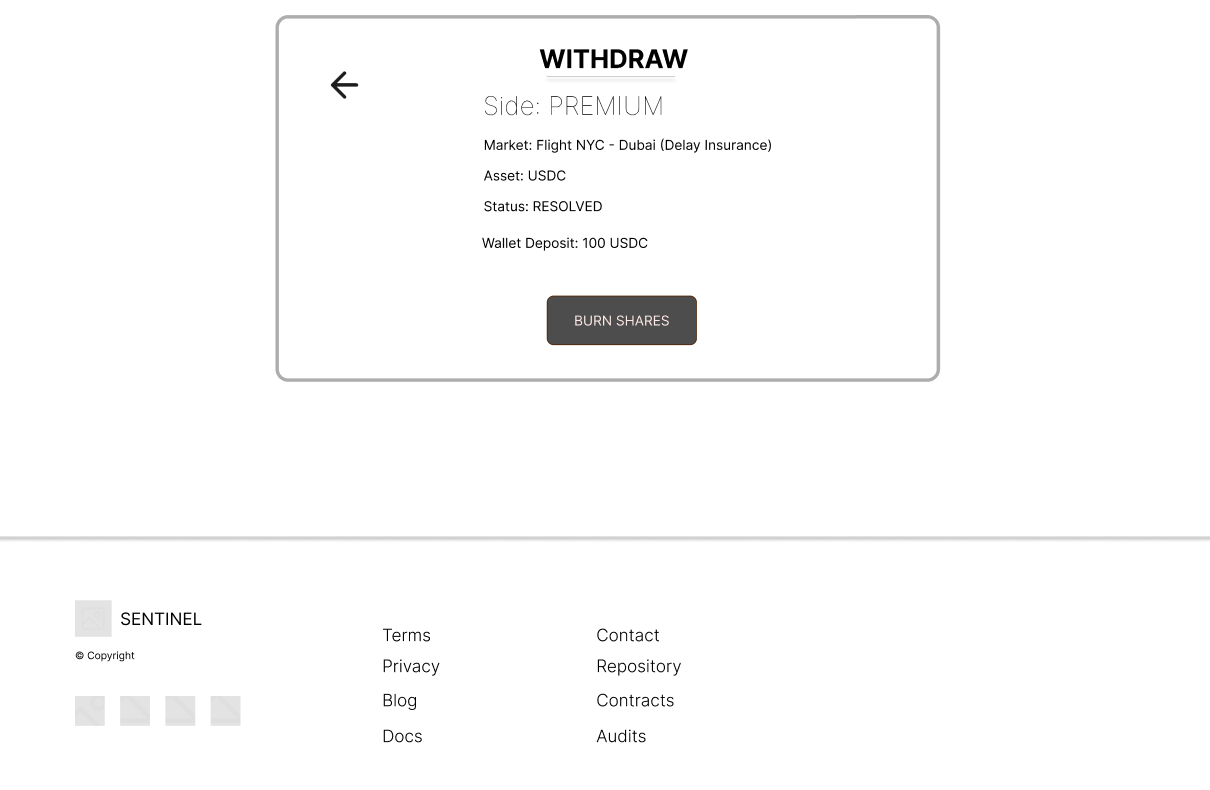 WITHDRAW
Side: PREMIUM
Market: Flight NYC - Dubai (Delay Insurance)
Asset: USDC
Status: RESOLVED
Wallet Deposit: 100 USDC
BURN SHARES
SENTINEL
© Copyright
Terms
Privacy
Blog
Docs
Contact
Repository
Contracts
Audits